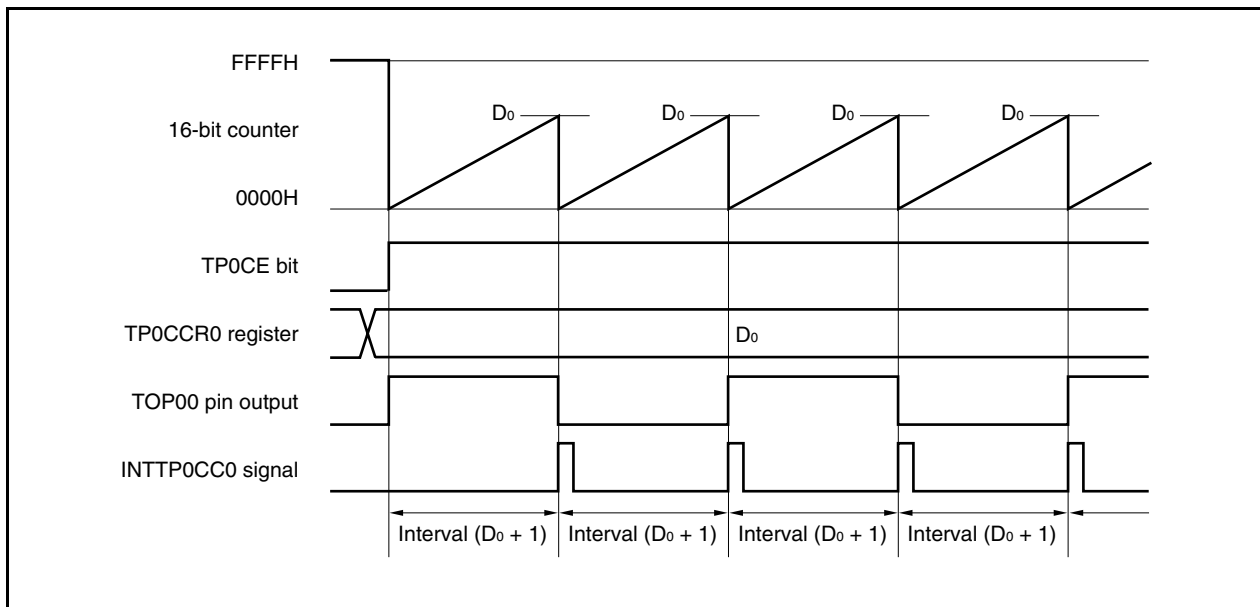 FFFFH
D0 D0 D0 D0
16-bit counter
0000H
TP0CE bit
TP0CCR0 register
D0
TOP00 pin output
INTTP0CC0 signal
Interval (D0 + 1) Interval (D0 + 1) Interval (D0 + 1) Interval (D0 + 1)